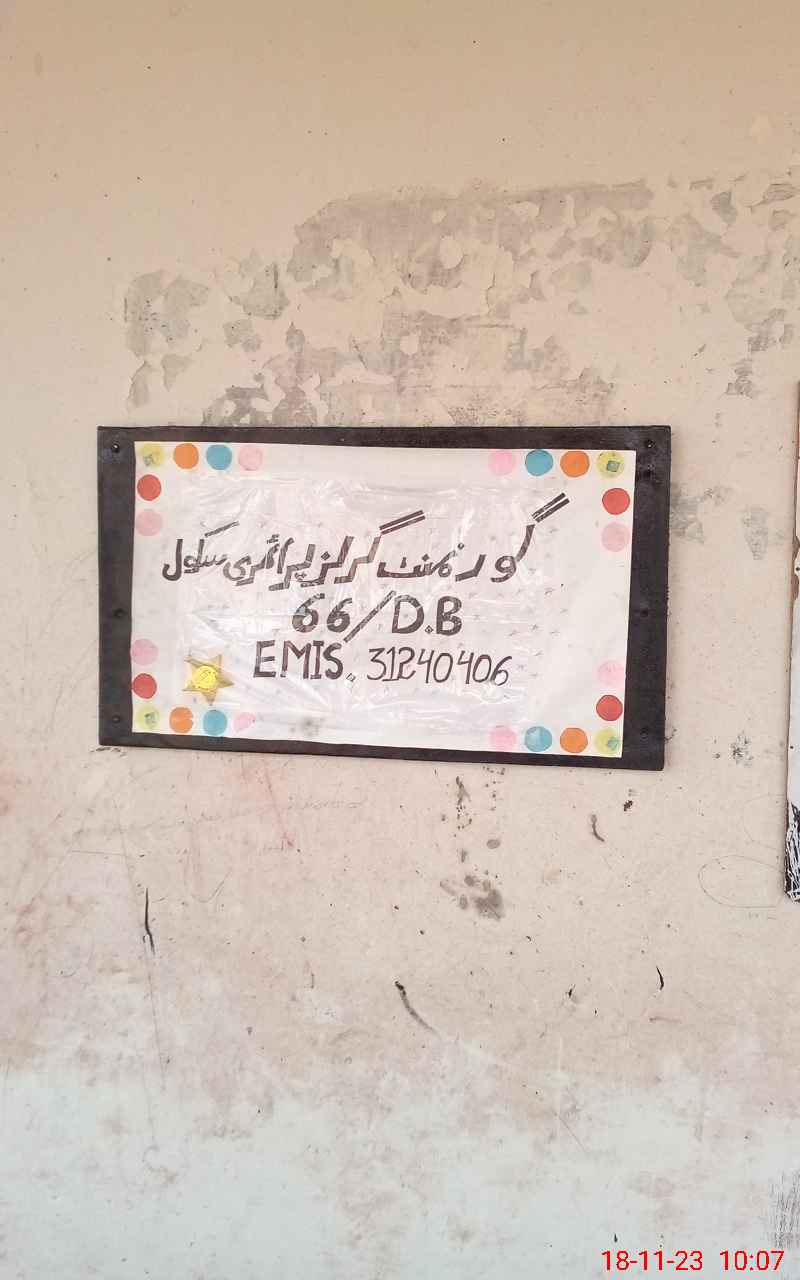 گورنمنٹ گرلز پرائمری سکول
66/D.B
EMIS. 31240406
18-11-23 10:07